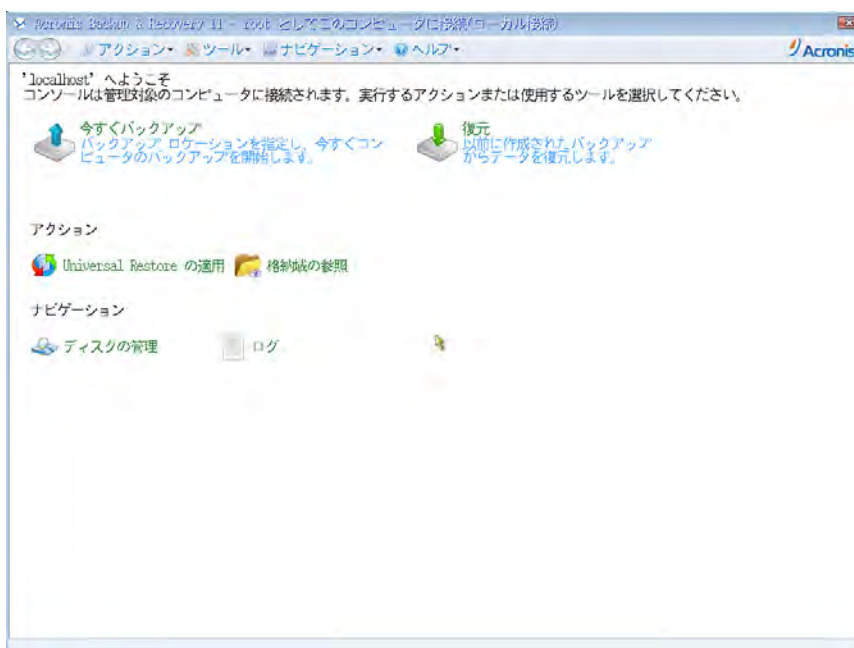 Acronis Backup & Recovery 11 - root としてこのコンピュータに接続(ローカル接続)
アクション ツール ナビゲーション ヘルプ Acronis
'localhost' へようこそ
コンソールは管理対象のコンピュータに接続されます。実行するアクションまたは使用するツールを選択してください。
今すぐバックアップ
バックアップ ロケーションを指定し、今すぐコン
ピュータのバックアップを開始します。
復元
以前に作成されたバックアップ
からデータを復元します。
アクション
Universal Restore の適用 格納域の参照
ナビゲーション
ディスクの管理 ログ